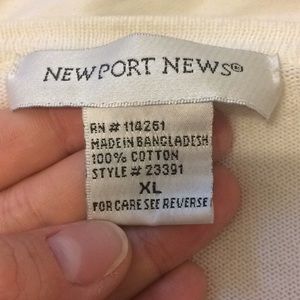 NEWPORT NEWS®
RN # 114261
MADE IN BANGLADESH
100% COTTON
STYLE # 23391
XL
FOR CARE SEE REVERSE